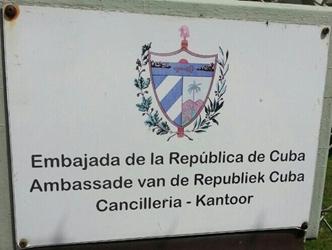 Embajada de la República de Cuba
Ambassade van de Republiek Cuba
Cancilleria - Kantoor